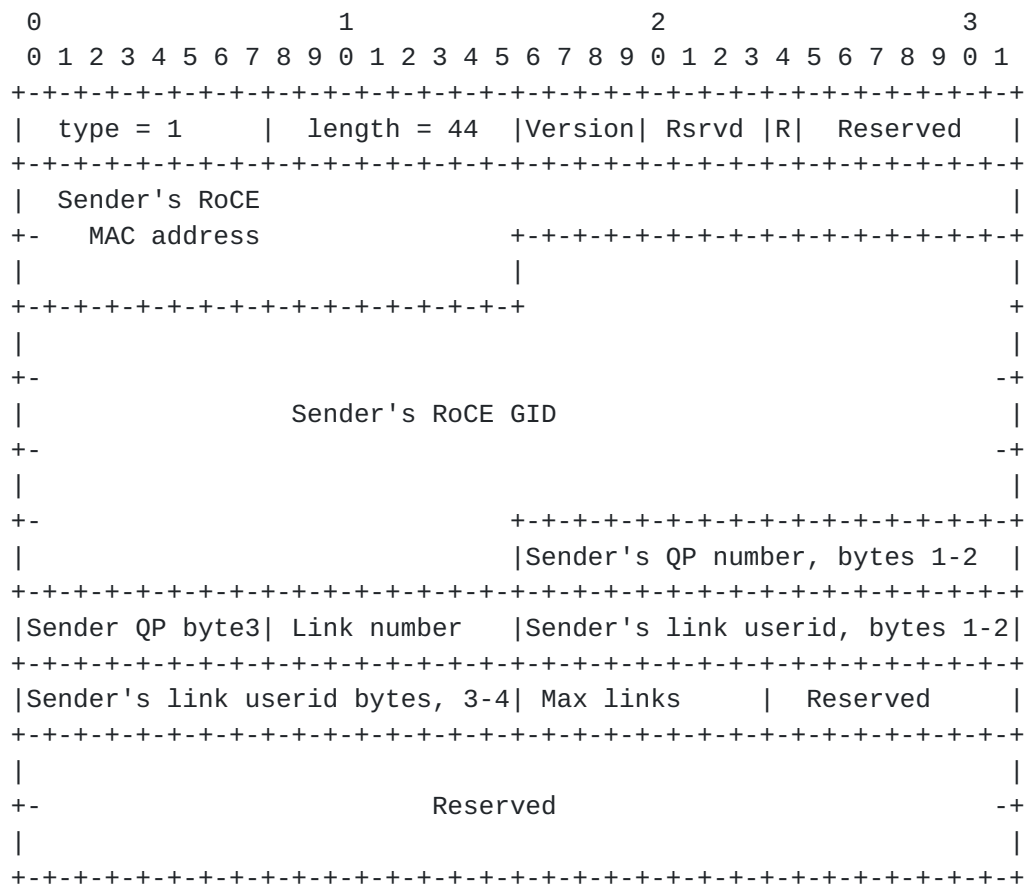 0                   1                   2                   3
 0 1 2 3 4 5 6 7 8 9 0 1 2 3 4 5 6 7 8 9 0 1 2 3 4 5 6 7 8 9 0 1
+-+-+-+-+-+-+-+-+-+-+-+-+-+-+-+-+-+-+-+-+-+-+-+-+-+-+-+-+-+-+-+-+
|  type = 1     |  length = 44  |Version| Rsrvd |R|  Reserved   |
+-+-+-+-+-+-+-+-+-+-+-+-+-+-+-+-+-+-+-+-+-+-+-+-+-+-+-+-+-+-+-+-+
|  Sender's RoCE                                                |
+-   MAC address                +-+-+-+-+-+-+-+-+-+-+-+-+-+-+-+-+
|                               |                               |
+-+-+-+-+-+-+-+-+-+-+-+-+-+-+-+-+                               +
|                                                               |
+-                                                             -+
|                 Sender's RoCE GID                             |
+-                                                             -+
|                                                               |
+-                              +-+-+-+-+-+-+-+-+-+-+-+-+-+-+-+-+
|                               |Sender's QP number, bytes 1-2  |
+-+-+-+-+-+-+-+-+-+-+-+-+-+-+-+-+-+-+-+-+-+-+-+-+-+-+-+-+-+-+-+-+
|Sender QP byte3| Link number   |Sender's link userid, bytes 1-2|
+-+-+-+-+-+-+-+-+-+-+-+-+-+-+-+-+-+-+-+-+-+-+-+-+-+-+-+-+-+-+-+-+
|Sender's link userid bytes, 3-4| Max links     |  Reserved     |
+-+-+-+-+-+-+-+-+-+-+-+-+-+-+-+-+-+-+-+-+-+-+-+-+-+-+-+-+-+-+-+-+
|                                                               |
+-                         Reserved                            -+
|                                                               |
+-+-+-+-+-+-+-+-+-+-+-+-+-+-+-+-+-+-+-+-+-+-+-+-+-+-+-+-+-+-+-+-+